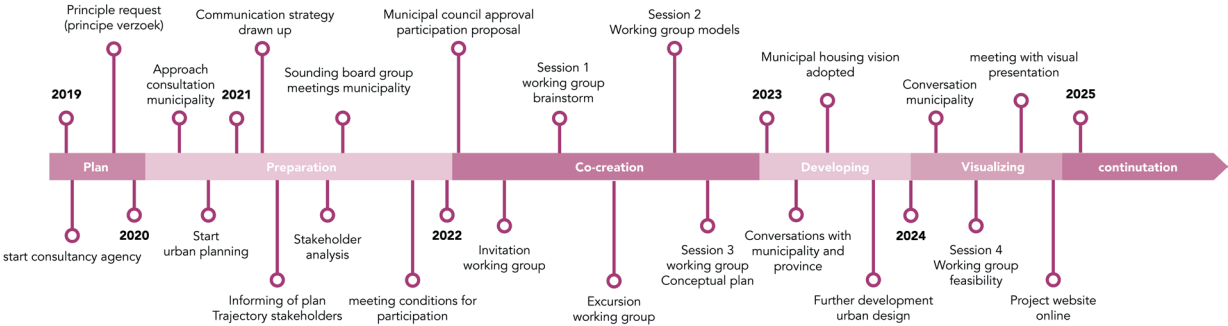 Principle request
(principe verzoek)
Communication strategy
drawn up
Municipal council approval
participation proposal
Session 2
Working group models
2019
Approach
consultation
municipality
2021
Sounding board group
meetings municipality
Session 1
working group
brainstorm
2023
Municipal housing vision
adopted
Conversation
municipality
meeting with visual
presentation
2025
Plan
Preparation
Co-creation
Developing
Visualizing
continutation
start consultancy agency
2020
Start
urban planning
Informing of plan
Trajectory stakeholders
Stakeholder
analysis
meeting conditions for
participation
2022
Invitation
working group
Excursion
working group
Session 3
working group
Conceptual plan
Conversations with
municipality and
province
Further development
urban design
2024
Session 4
Working group
feasibility
Project website
online